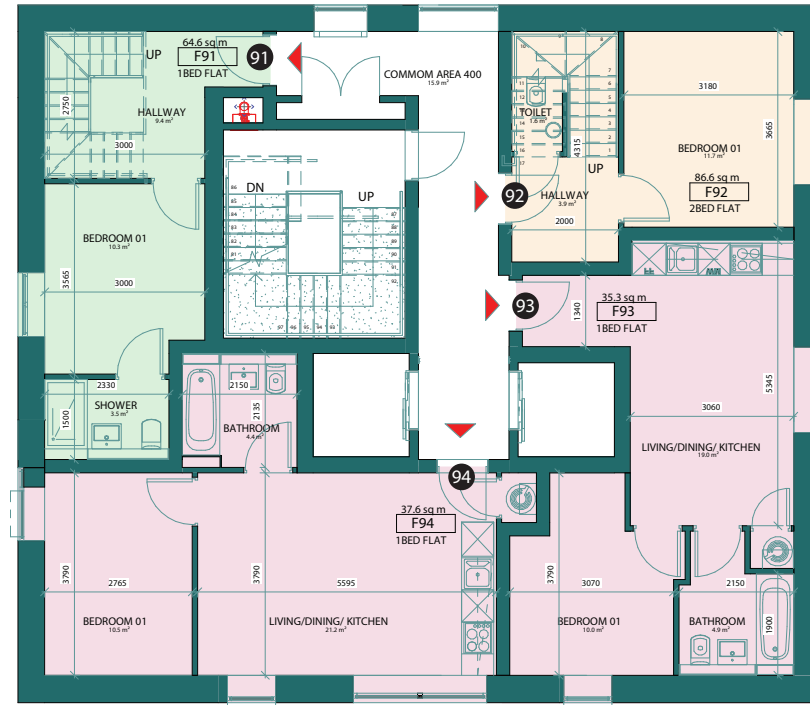 64.6 sq m
F91
1BED FLAT
91
UP
HALLWAY
9.4 m²
2750
3000
COMMOM AREA 400
15.9 m²
TOILET
1.6 m²
4315
UP
HALLWAY
3.9 m²
2000
92
3180
3665
BEDROOM 01
11.7 m²
86.6 sq m
F92
2BED FLAT
DN
UP
BEDROOM 01
10.3 m²
3565
3000
93
1340
35.3 sq m
F93
1BED FLAT
5345
3060
LIVING/DINING/ KITCHEN
19.0 m²
2330
1500
SHOWER
3.5 m²
2150
2135
BATHROOM
4.4 m²
94
37.6 sq m
F94
1BED FLAT
3790
2765
BEDROOM 01
10.5 m²
3790
5595
LIVING/DINING/ KITCHEN
21.2 m²
3790
3070
BEDROOM 01
10.0 m²
2150
1900
BATHROOM
4.9 m²